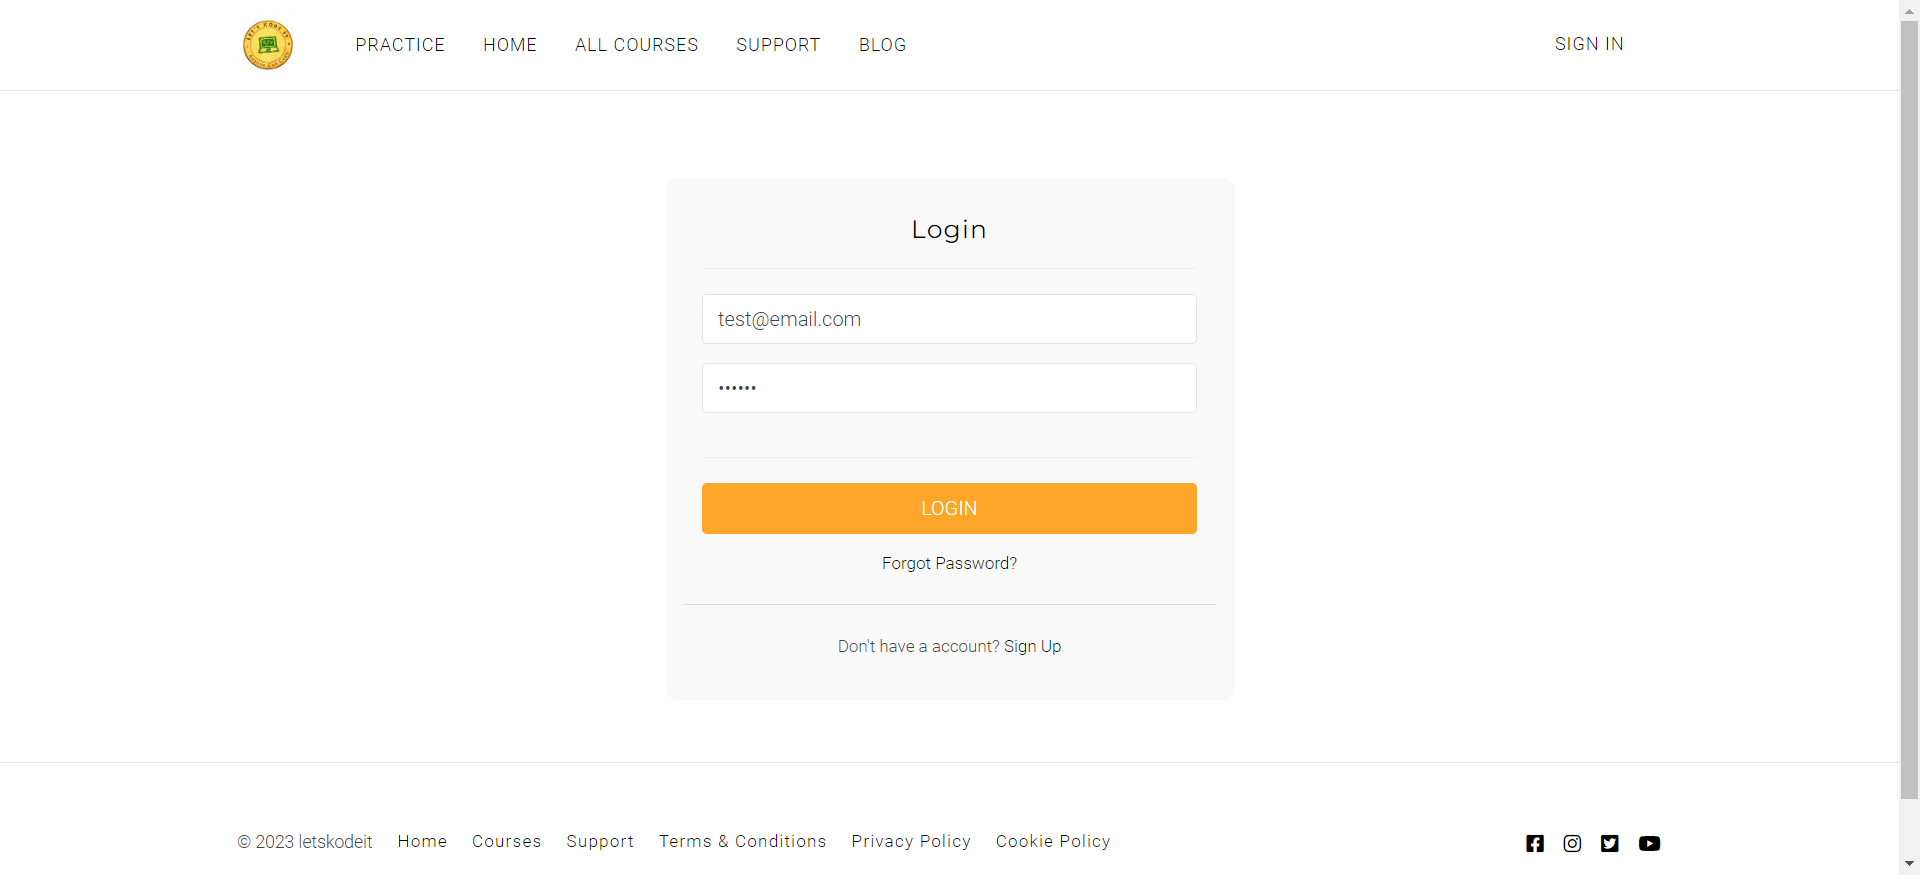 PRACTICE HOME ALL COURSES SUPPORT BLOG SIGN IN
Login
test@email.com
••••••
LOGIN
Forgot Password?
Don't have a account? Sign Up
© 2023 letskodeit Home Courses Support Terms & Conditions Privacy Policy Cookie Policy